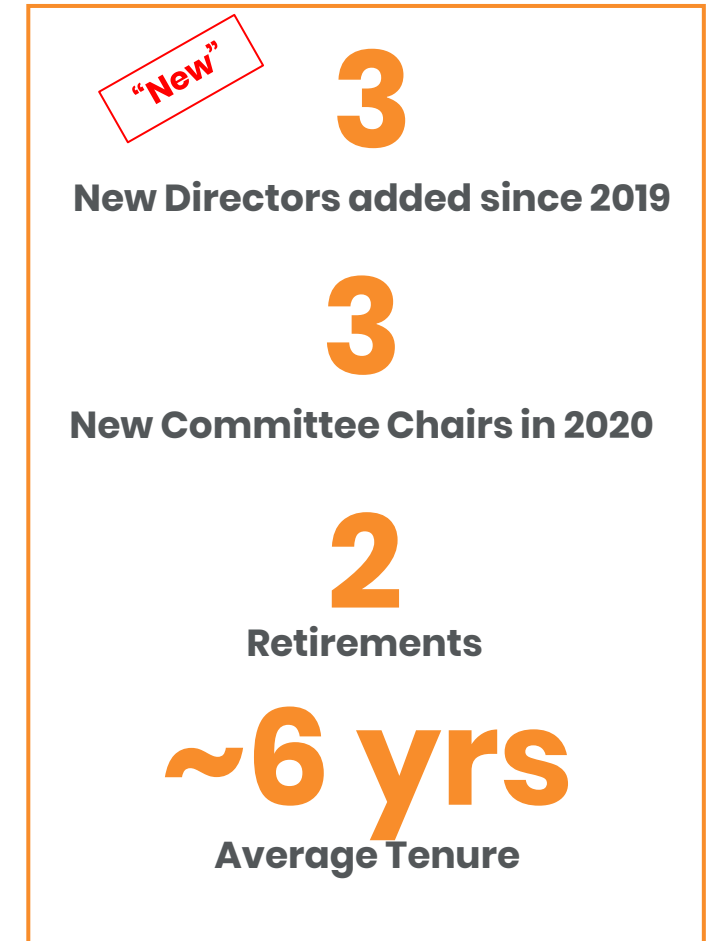 “New”
3
New Directors added since 2019
3
New Committee Chairs in 2020
2
Retirements
~6 yrs
Average Tenure